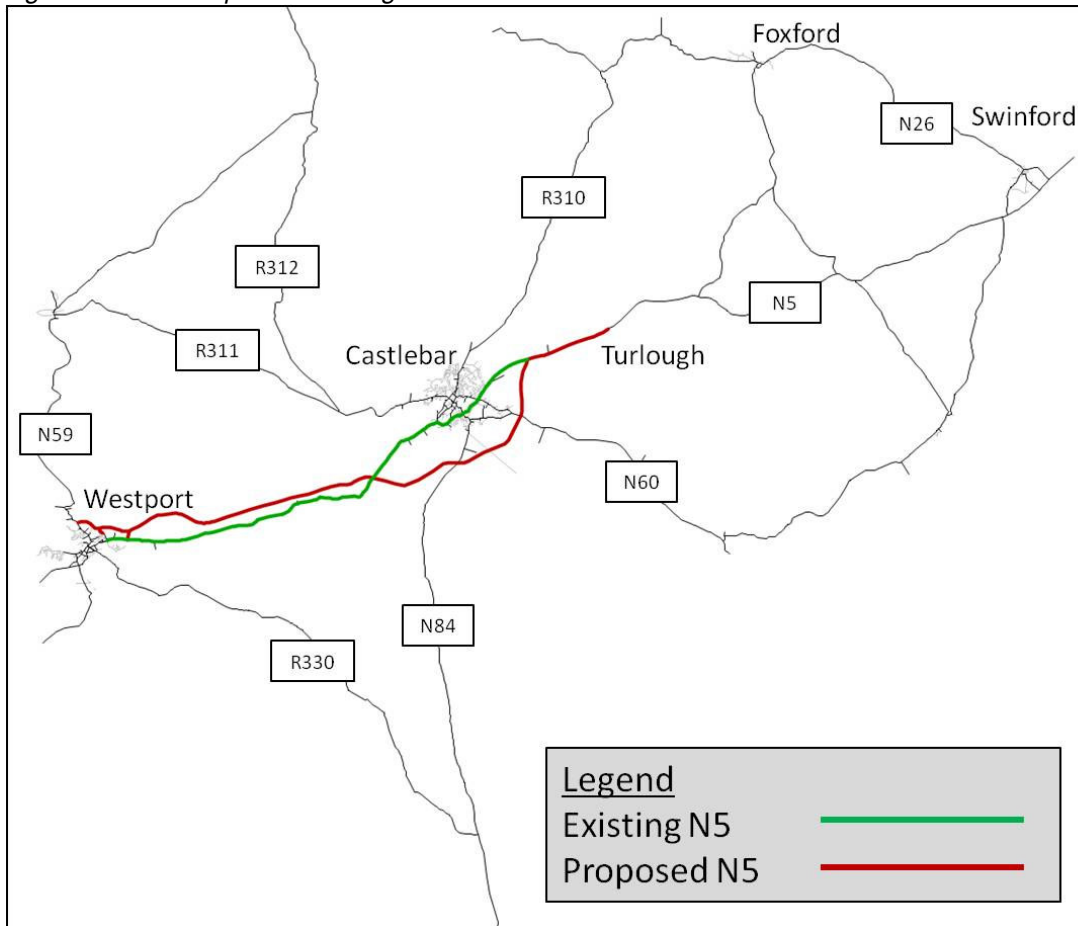 Foxford
N26
Swinford
R310
R312
N5
R311
Castlebar
Turlough
N59
N60
Westport
N84
R330
Legend
Existing N5
Proposed N5